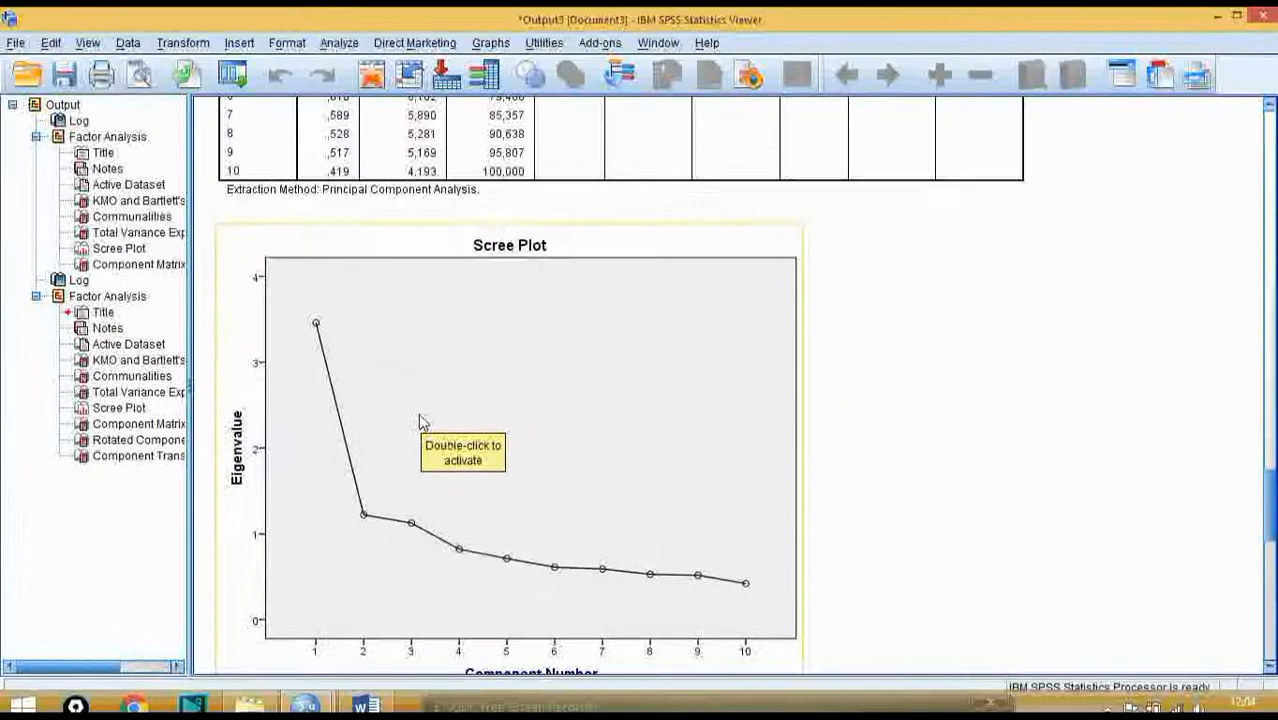 *Output3 [Document3] - IBM SPSS Statistics Viewer
File Edit View Data Transform Insert Format Analyze Direct Marketing Graphs Utilities Add-ons Window Help
Output
Log
Factor Analysis
Title
Notes
Active Dataset
KMO and Bartlett's
Communalities
Total Variance Exp
Scree Plot
Component Matrix
Log
Factor Analysis
Title
Notes
Active Dataset
KMO and Bartlett's
Communalities
Total Variance Exp
Scree Plot
Component Matrix
Rotated Compone
Component Trans
7 ,589 5,890 85,357
8 ,528 5,281 90,638
9 ,517 5,169 95,807
10 ,419 4,193 100,000
Extraction Method: Principal Component Analysis.
Scree Plot
Eigenvalue
4
3
2
1
0
Double-click to
activate
1 2 3 4 5 6 7 8 9 10
Component Number
IBM SPSS Statistics Processor is ready
12:04